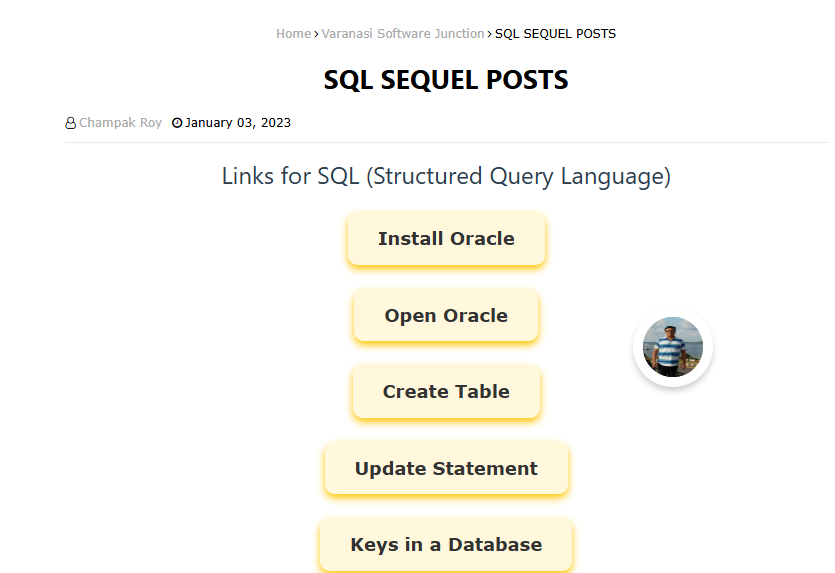 Home > Varanasi Software Junction > SQL SEQUEL POSTS
SQL SEQUEL POSTS
Champak Roy January 03, 2023
Links for SQL (Structured Query Language)
Install Oracle
Open Oracle
Create Table
Update Statement
Keys in a Database